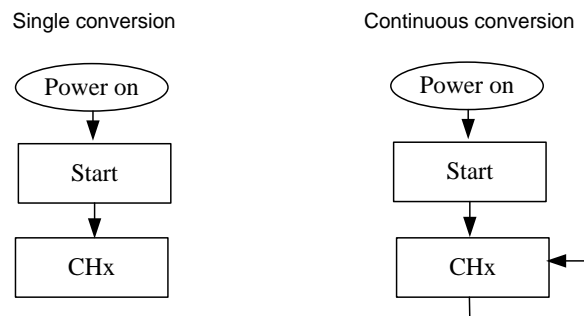 Single conversion
Power on
Start
CHx
Continuous conversion
Power on
Start
CHx